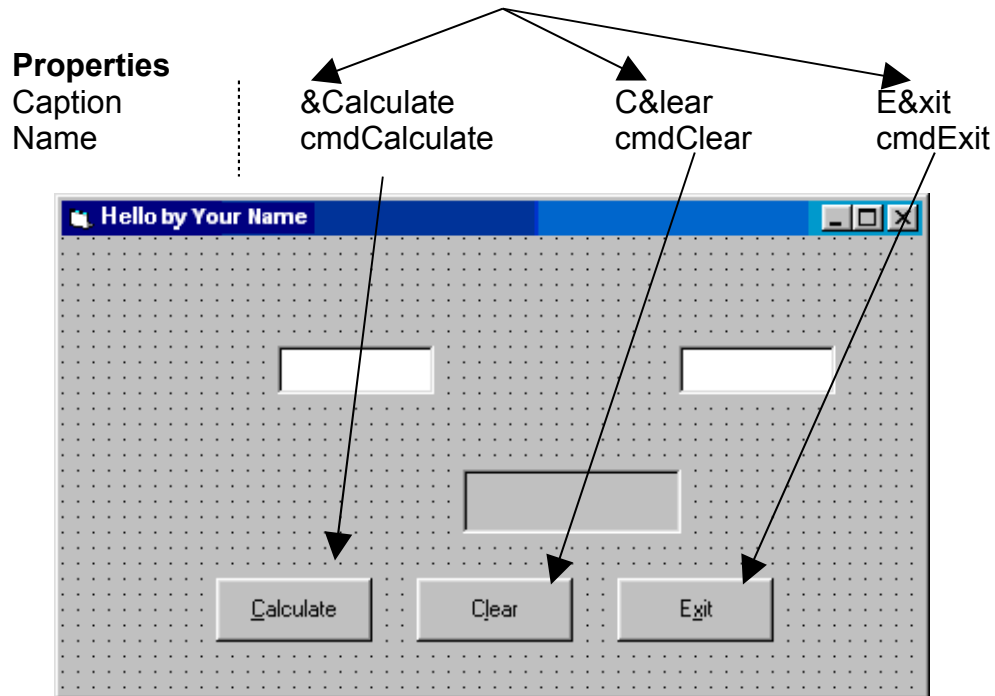 Properties
Caption &Calculate C&lear E&xit
Name cmdCalculate cmdClear cmdExit
Hello by Your Name
Calculate Clear Exit